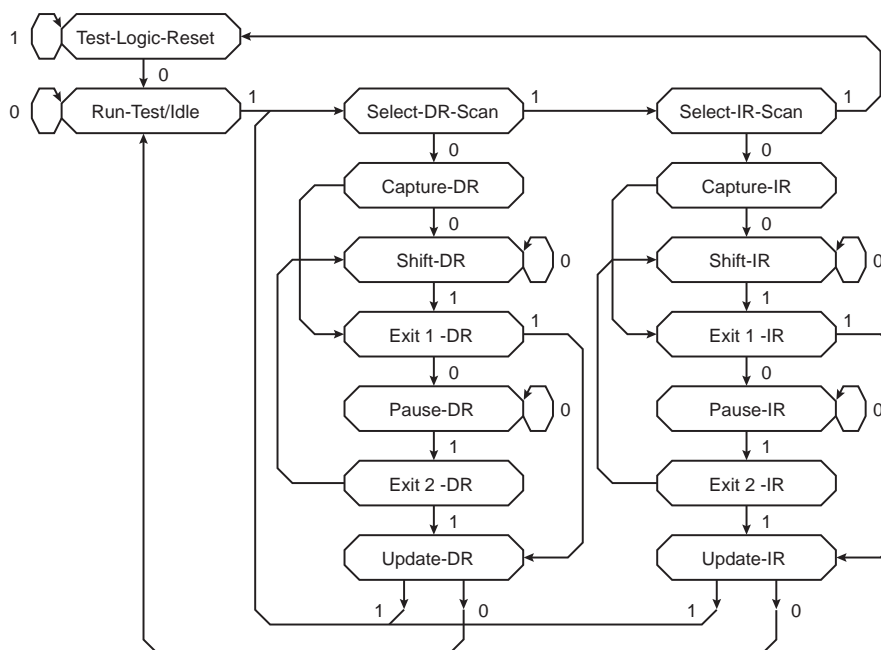 1 Test-Logic-Reset
0
0 Run-Test/Idle 1 Select-DR-Scan 1 Select-IR-Scan 1
0 0
Capture-DR Capture-IR
0 0
Shift-DR 0 Shift-IR 0
1 1
Exit 1 -DR 1 Exit 1 -IR 1
0 0
Pause-DR 0 Pause-IR 0
1 1
Exit 2 -DR Exit 2 -IR
1 1
Update-DR Update-IR
1 0 1 0